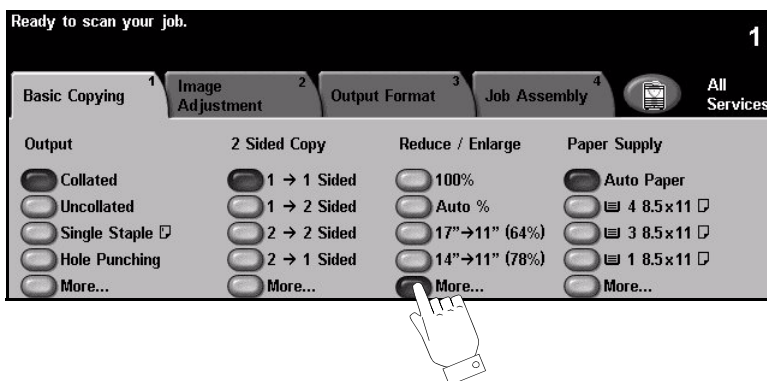 Ready to scan your job.
1
Basic Copying 1
Image Adjustment 2
Output Format 3
Job Assembly 4
All Services
Output
Collated
Uncollated
Single Staple
Hole Punching
More...
2 Sided Copy
1 → 1 Sided
1 → 2 Sided
2 → 2 Sided
2 → 1 Sided
More...
Reduce / Enlarge
100%
Auto %
17”→11” (64%)
14”→11” (78%)
More...
Paper Supply
Auto Paper
4 8.5x11
3 8.5x11
1 8.5x11
More...